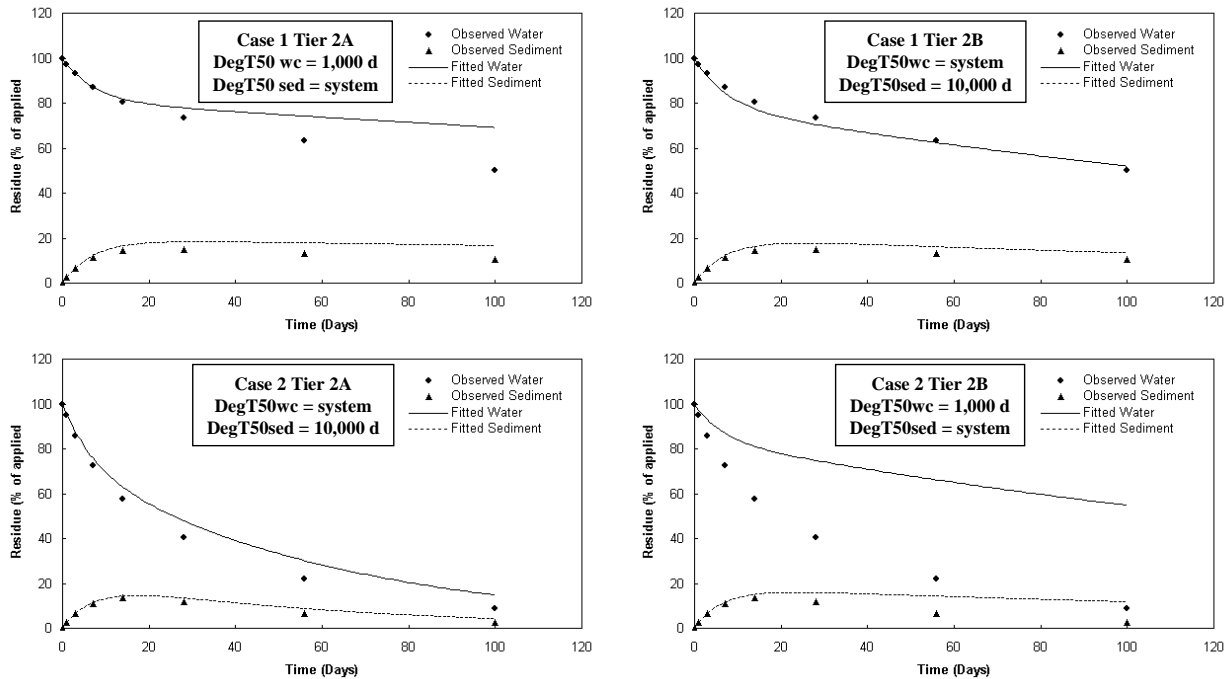 120
100
80
60
40
20
0
0 20 40 60 80 100 120
Time (Days)
Residue (% of applied
Case 1 Tier 2A
DegT50 wc = 1,000 d
DegT50 sed = system
Observed Water
Observed Sediment
Fitted Water
Fitted Sediment
120
100
80
60
40
20
0
0 20 40 60 80 100 120
Time (Days)
Residue (% of applied
Case 1 Tier 2B
DegT50wc = system
DegT50sed = 10,000 d
Observed Water
Observed Sediment
Fitted Water
Fitted Sediment
120
100
80
60
40
20
0
0 20 40 60 80 100 120
Time (Days)
Residue (% of applied
Case 2 Tier 2A
DegT50wc = system
DegT50sed = 10,000 d
Observed Water
Observed Sediment
Fitted Water
Fitted Sediment
120
100
80
60
40
20
0
0 20 40 60 80 100 120
Time (Days)
Residue (% of applied
Case 2 Tier 2B
DegT50wc = 1,000 d
DegT50sed = system
Observed Water
Observed Sediment
Fitted Water
Fitted Sediment